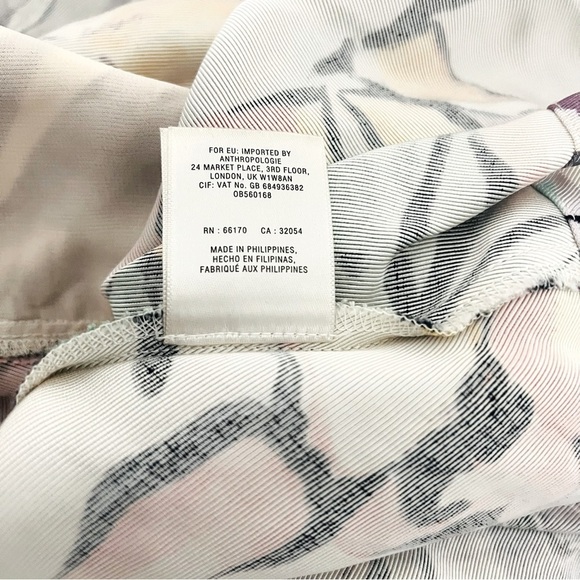 FOR EU: IMPORTED BY
ANTHROPOLOGIE
24 MARKET PLACE, 3RD FLOOR,
LONDON, UK W1W8AN
CIF: VAT No. GB 684936382
OB560168
RN : 66170 CA : 32054
MADE IN PHILIPPINES,
HECHO EN FILIPINAS,
FABRIQUÉ AUX PHILIPPINES